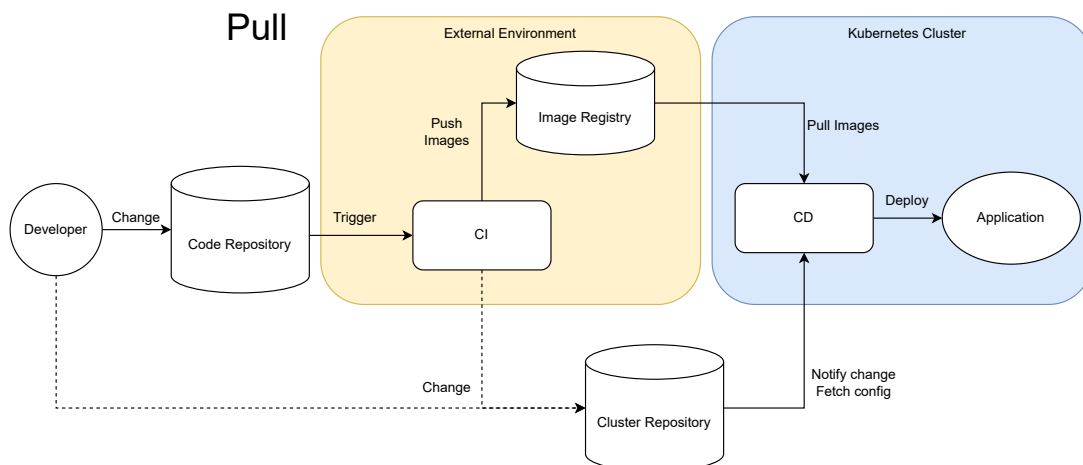 Pull
External Environment
Kubernetes Cluster
Image Registry
Push
Images
Pull Images
Developer
Change
Code Repository
Trigger
CI
CD
Deploy
Application
Change
Cluster Repository
Notify change
Fetch config